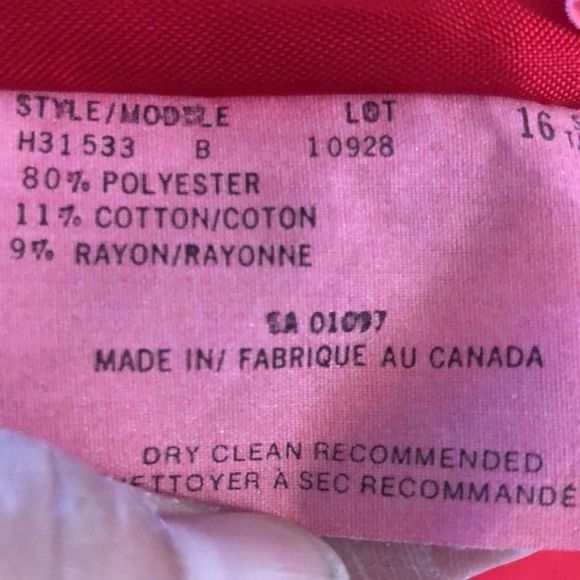 STYLE/MODELE LOT 16
H31533 B 10928
80% POLYESTER
11% COTTON/COTON
9% RAYON/RAYONNE
01097
MADE IN/ FABRIQUE AU CANADA
DRY CLEAN RECOMMENDED
NETTOYER À SEC RECOMMANDÉ